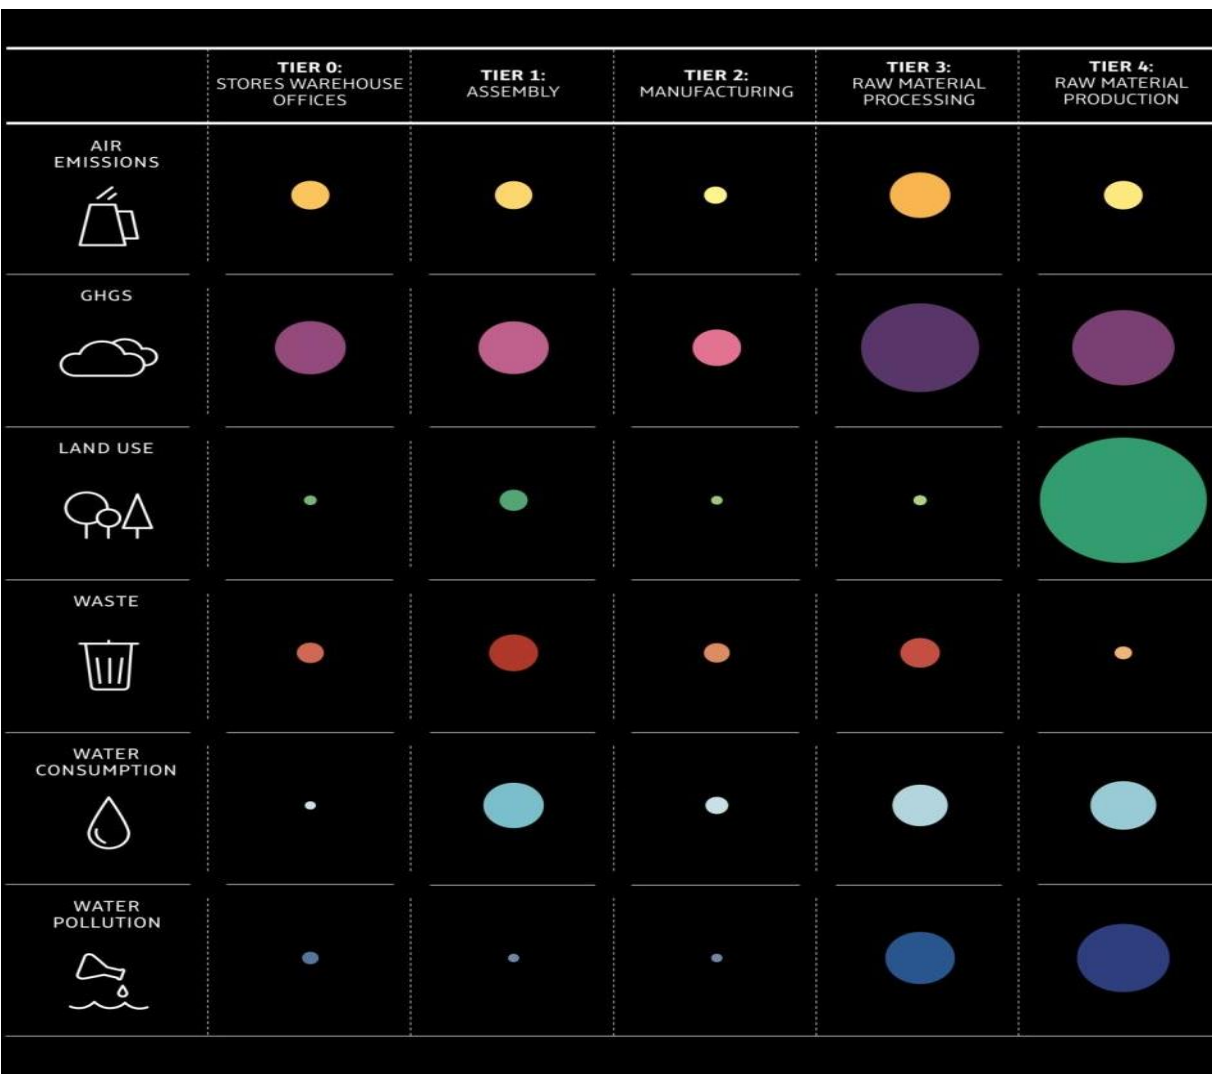 TIER 0:
STORES WAREHOUSE
OFFICES
TIER 1:
ASSEMBLY
TIER 2:
MANUFACTURING
TIER 3:
RAW MATERIAL
PROCESSING
TIER 4:
RAW MATERIAL
PRODUCTION
AIR
EMISSIONS
GHGS
LAND USE
WASTE
WATER
CONSUMPTION
WATER
POLLUTION